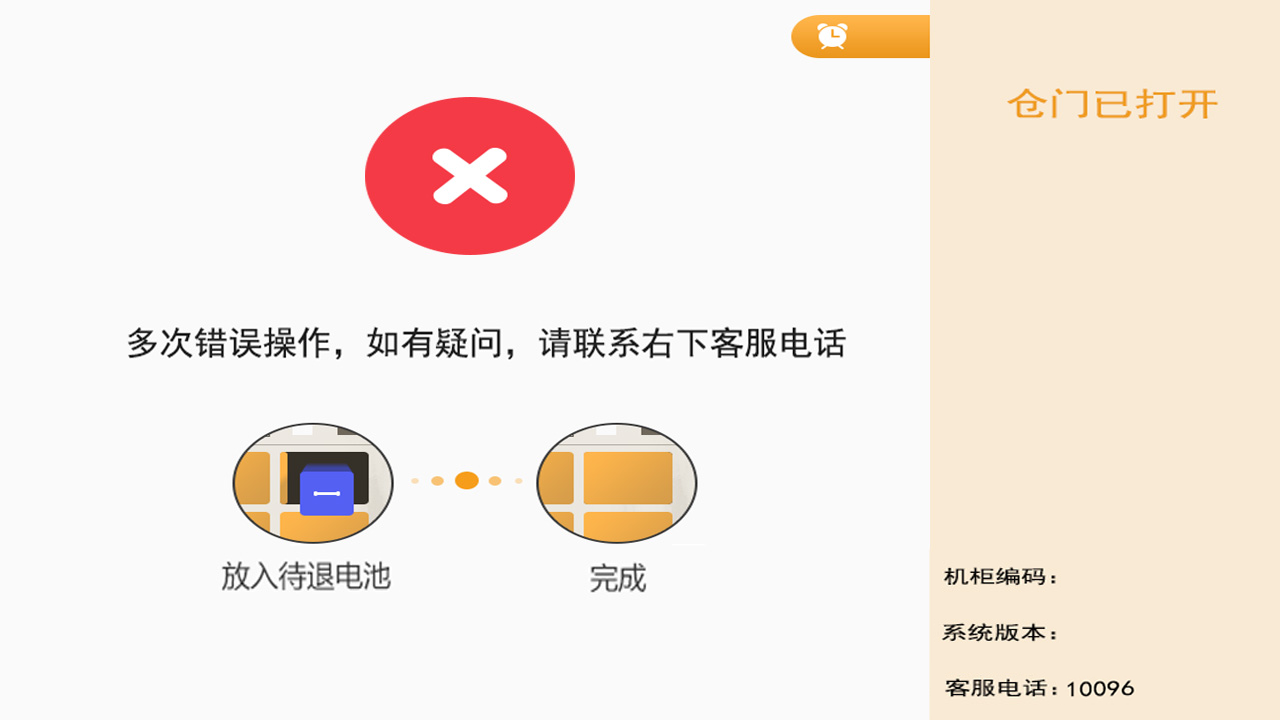 仓门已打开
多次错误操作，如有疑问，请联系右下客服电话
放入待退电池
完成
机柜编码：
系统版本：
客服电话：10096